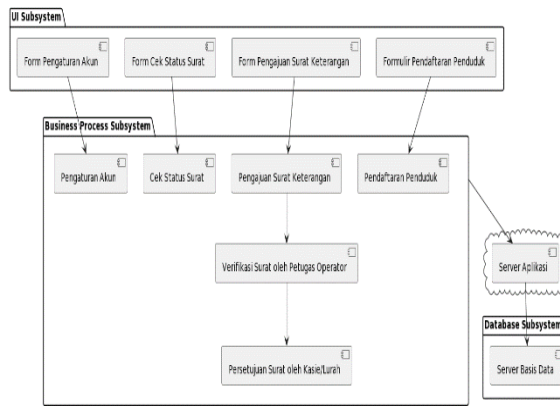 UI Subsystem
Form Pengaturan Akun
Form Cek Status Surat
Form Pengajuan Surat Keterangan
Formulir Pendaftaran Penduduk
Business Process Subsystem
Pengaturan Akun
Cek Status Surat
Pengajuan Surat Keterangan
Pendaftaran Penduduk
Verifikasi Surat oleh Petugas Operator
Server Aplikasi
Database Subsystem
Persetujuan Surat oleh Kasie/Lurah
Server Basis Data